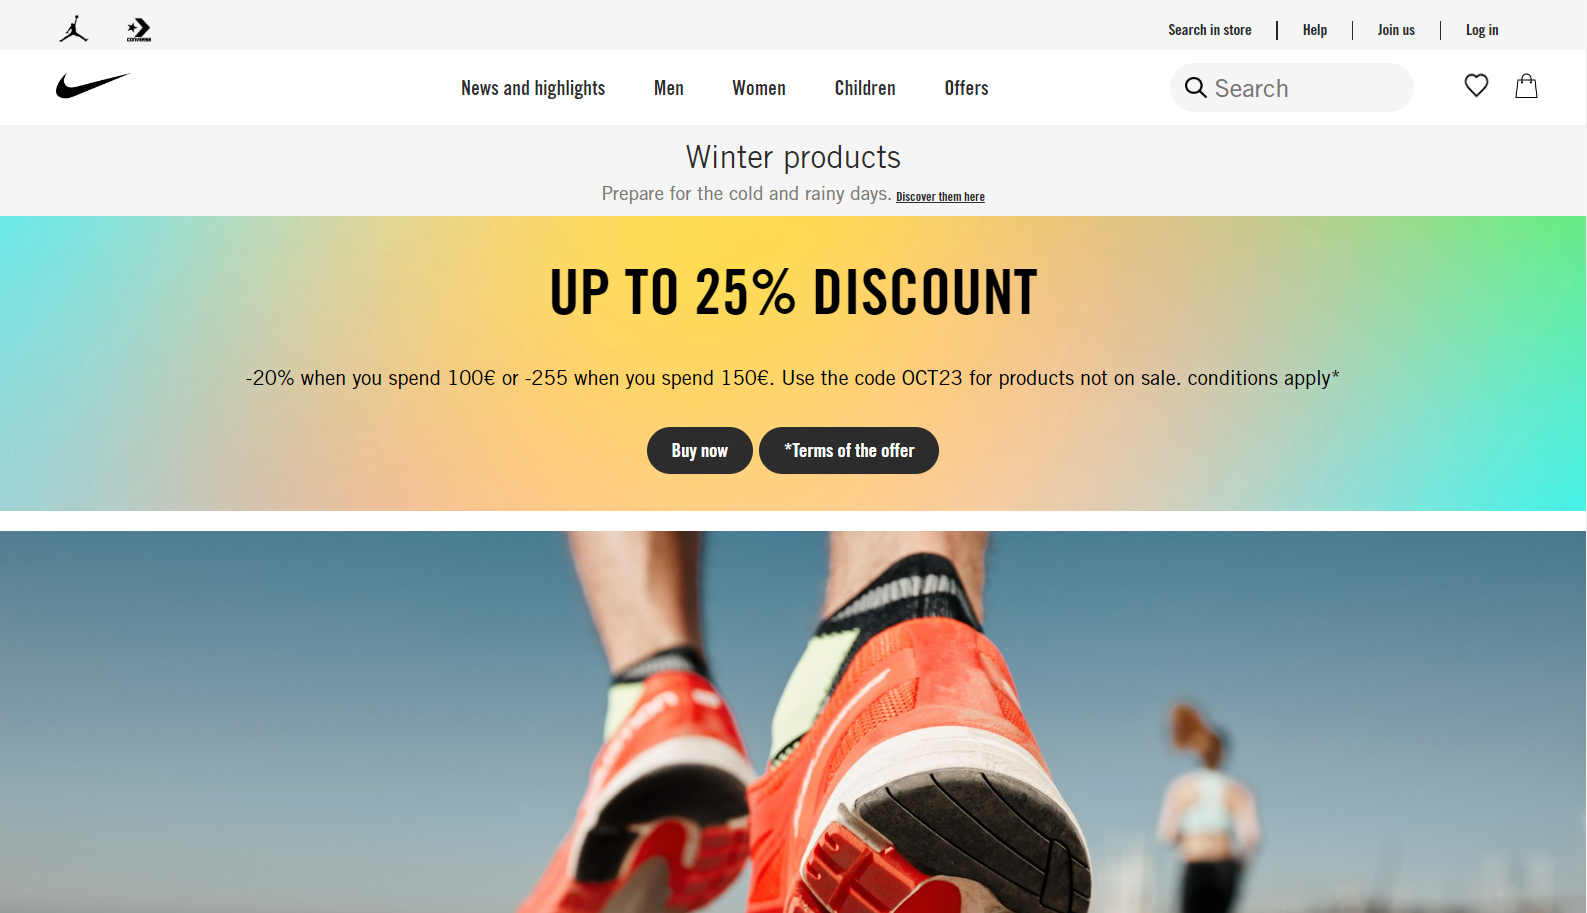 CONVERSE
Search in store
Help
Join us
Log in
News and highlights
Men
Women
Children
Offers
Search
Winter products
Prepare for the cold and rainy days. Discover them here
UP TO 25% DISCOUNT
-20% when you spend 100€ or -255 when you spend 150€. Use the code OCT23 for products not on sale. conditions apply*
Buy now
*Terms of the offer